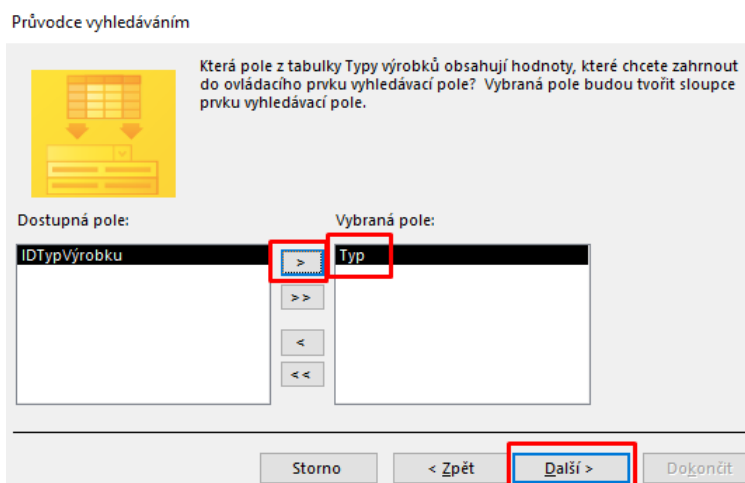 Průvodce vyhledáváním
Která pole z tabulky Typy výrobků obsahují hodnoty, které chcete zahrnout
do ovládacího prvku vyhledávací pole?  Vybraná pole budou tvořit sloupce
prvku vyhledávací pole.
Dostupná pole:
Vybraná pole:
IDTypVýrobku
>
Typ
>>
<
<<
Storno
< Zpět
Další >
Dokončit